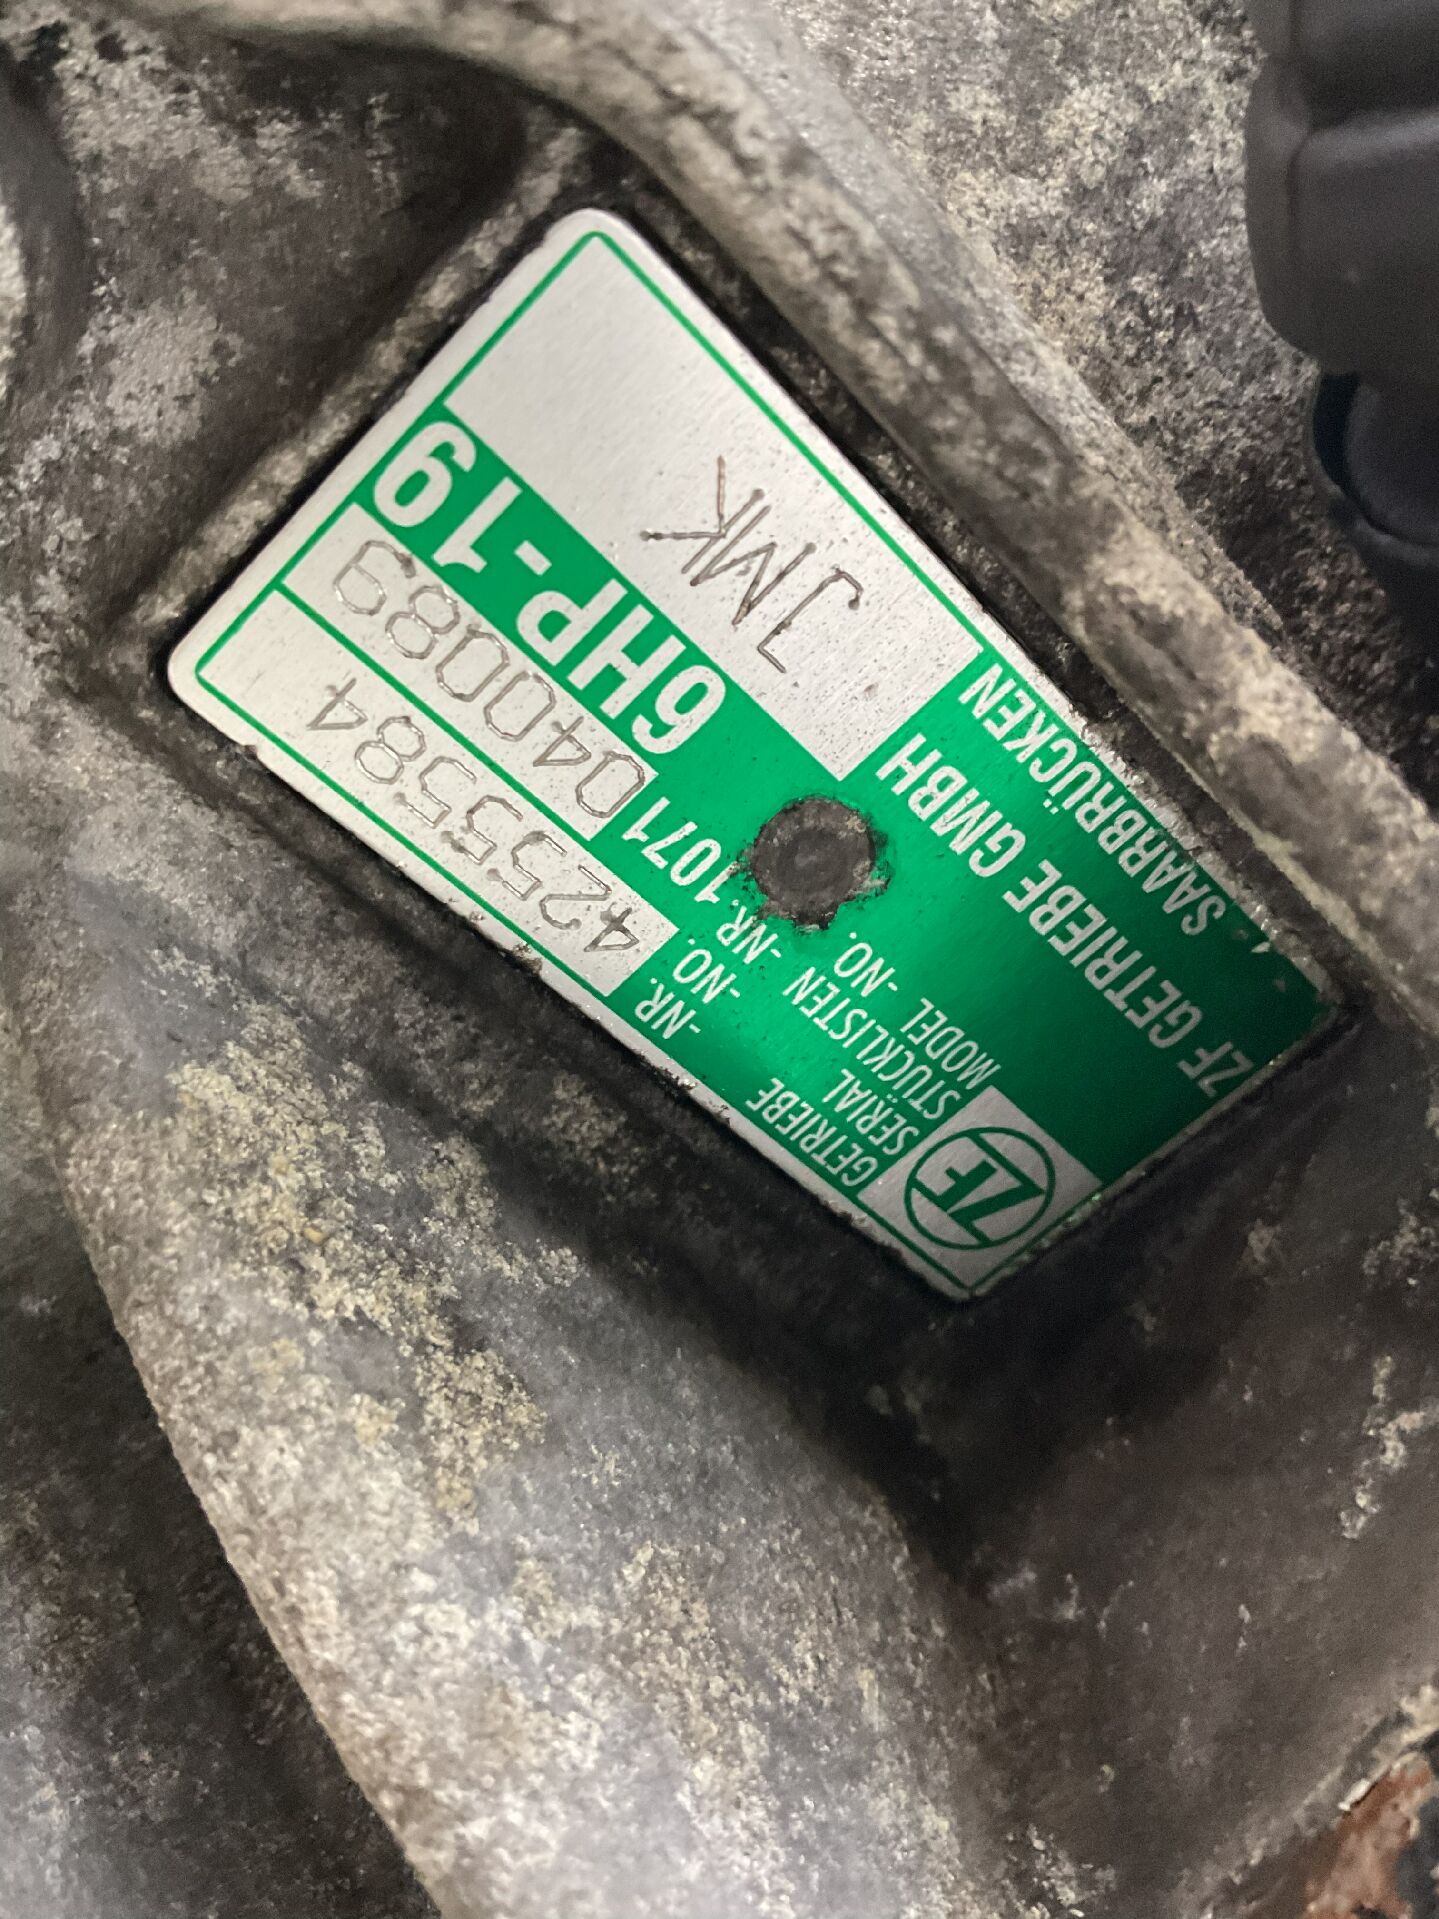 GETRIEBE -NR. 4255584
SERIAL -NO.
STÜCKLISTEN -NR. 1071 040089
MODEL -NO.
ZF 6HP-19
ZF GETRIEBE GMBH JMK
SAARBRÜCKEN